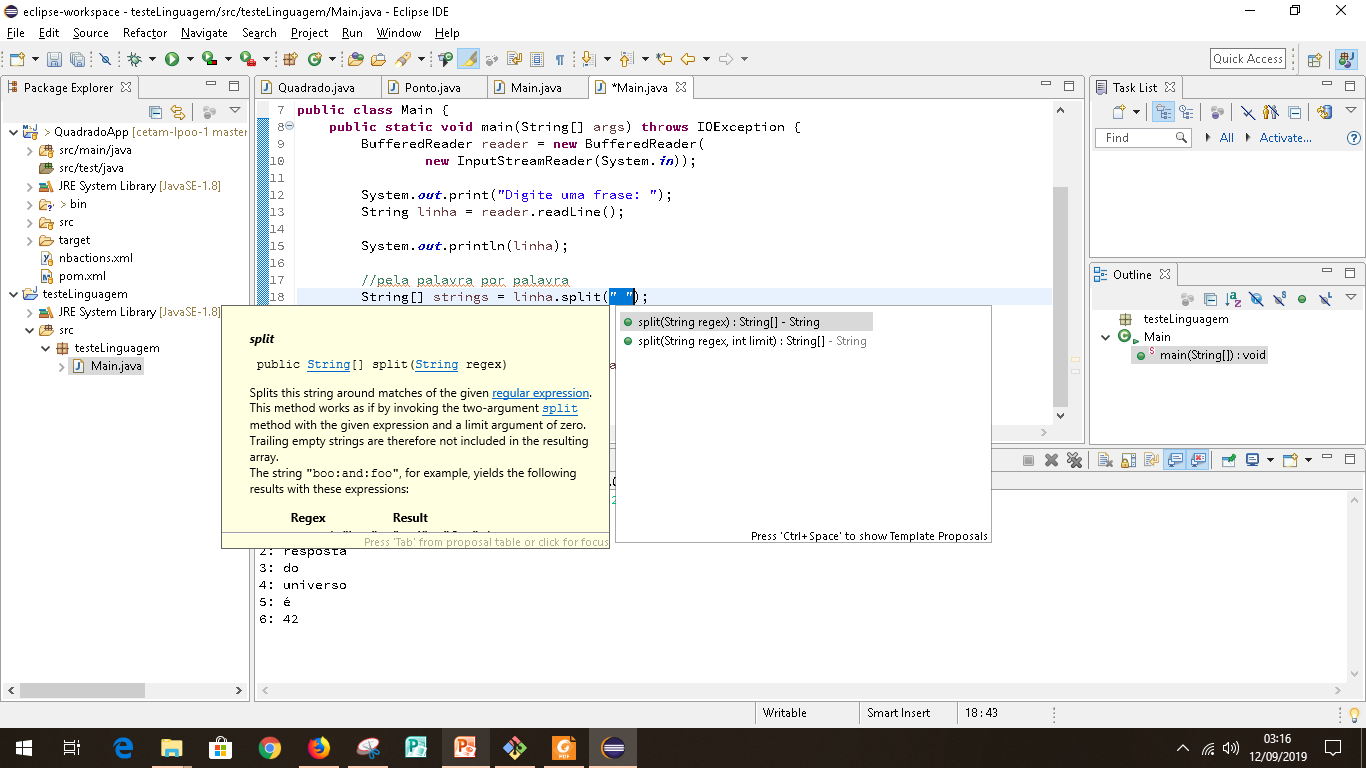 eclipse-workspace - testeLinguagem/src/testeLinguagem/Main.java - Eclipse IDE
File Edit Source Refactor Navigate Search Project Run Window Help
Quick Access
Package Explorer
Quadrado.java Ponto.java Main.java *Main.java
Task List
> QuadradoApp [cetam-lpoo-1 master
src/main/java
src/test/java
JRE System Library [JavaSE-1.8]
> bin
src
target
nbactions.xml
pom.xml
testeLinguagem
JRE System Library [JavaSE-1.8]
src
testeLinguagem
Main.java
7 public class Main {
8 public static void main(String[] args) throws IOException {
9 BufferedReader reader = new BufferedReader(
10 new InputStreamReader(System.in));
11
12 System.out.print("Digite uma frase: ");
13 String linha = reader.readLine();
14
15 System.out.println(linha);
16
17 //pela palavra por palavra
18 String[] strings = linha.split(" ");
split
public String[] split(String regex)
Splits this string around matches of the given regular expression.
This method works as if by invoking the two-argument split
method with the given expression and a limit argument of zero.
Trailing empty strings are therefore not included in the resulting
array.
The string "boo:and:foo", for example, yields the following
results with these expressions:
Regex Result
Press 'Tab' from proposal table or click for focus
split(String regex) : String[] - String
split(String regex, int limit) : String[] - String
Press 'Ctrl+Space' to show Template Proposals
Find All Activate...
Outline
testeLinguagem
Main
main(String[]) : void
2: resposta
3: do
4: universo
5: é
6: 42
Writable Smart Insert 18 : 43
03:16
12/09/2019